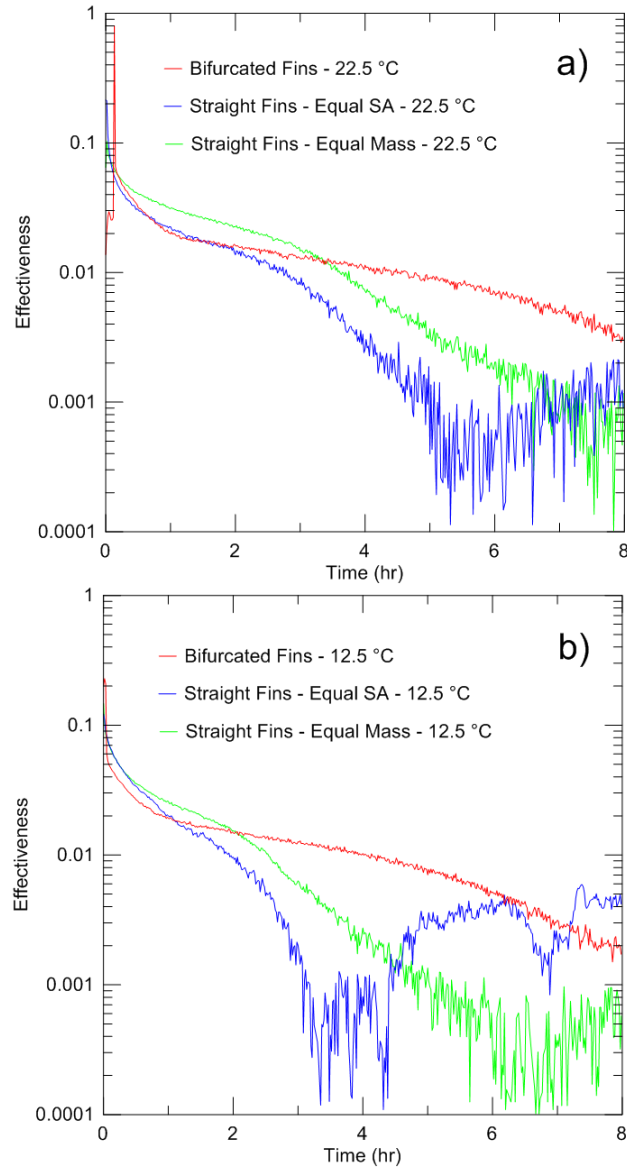 1
Bifurcated Fins - 22.5 °C
a)
Straight Fins - Equal SA - 22.5 °C
0.1
Straight Fins - Equal Mass - 22.5 °C
Effectiveness
0.01
0.001
0.0001
0 2 4 6 8
Time (hr)
1
b)
Bifurcated Fins - 12.5 °C
Straight Fins - Equal SA - 12.5 °C
0.1
Straight Fins - Equal Mass - 12.5 °C
Effectiveness
0.01
0.001
0.0001
0 2 4 6 8
Time (hr)